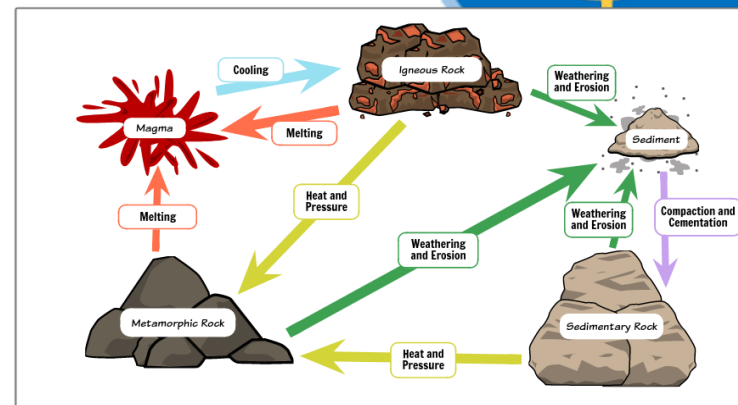 Cooling
Igneous Rock
Weathering
and Erosion
Magma
Melting
Sediment
Heat and
Pressure
Melting
Weathering
and Erosion
Compaction and
Cementation
Weathering
and Erosion
Metamorphic Rock
Sedimentary Rock
Heat and
Pressure